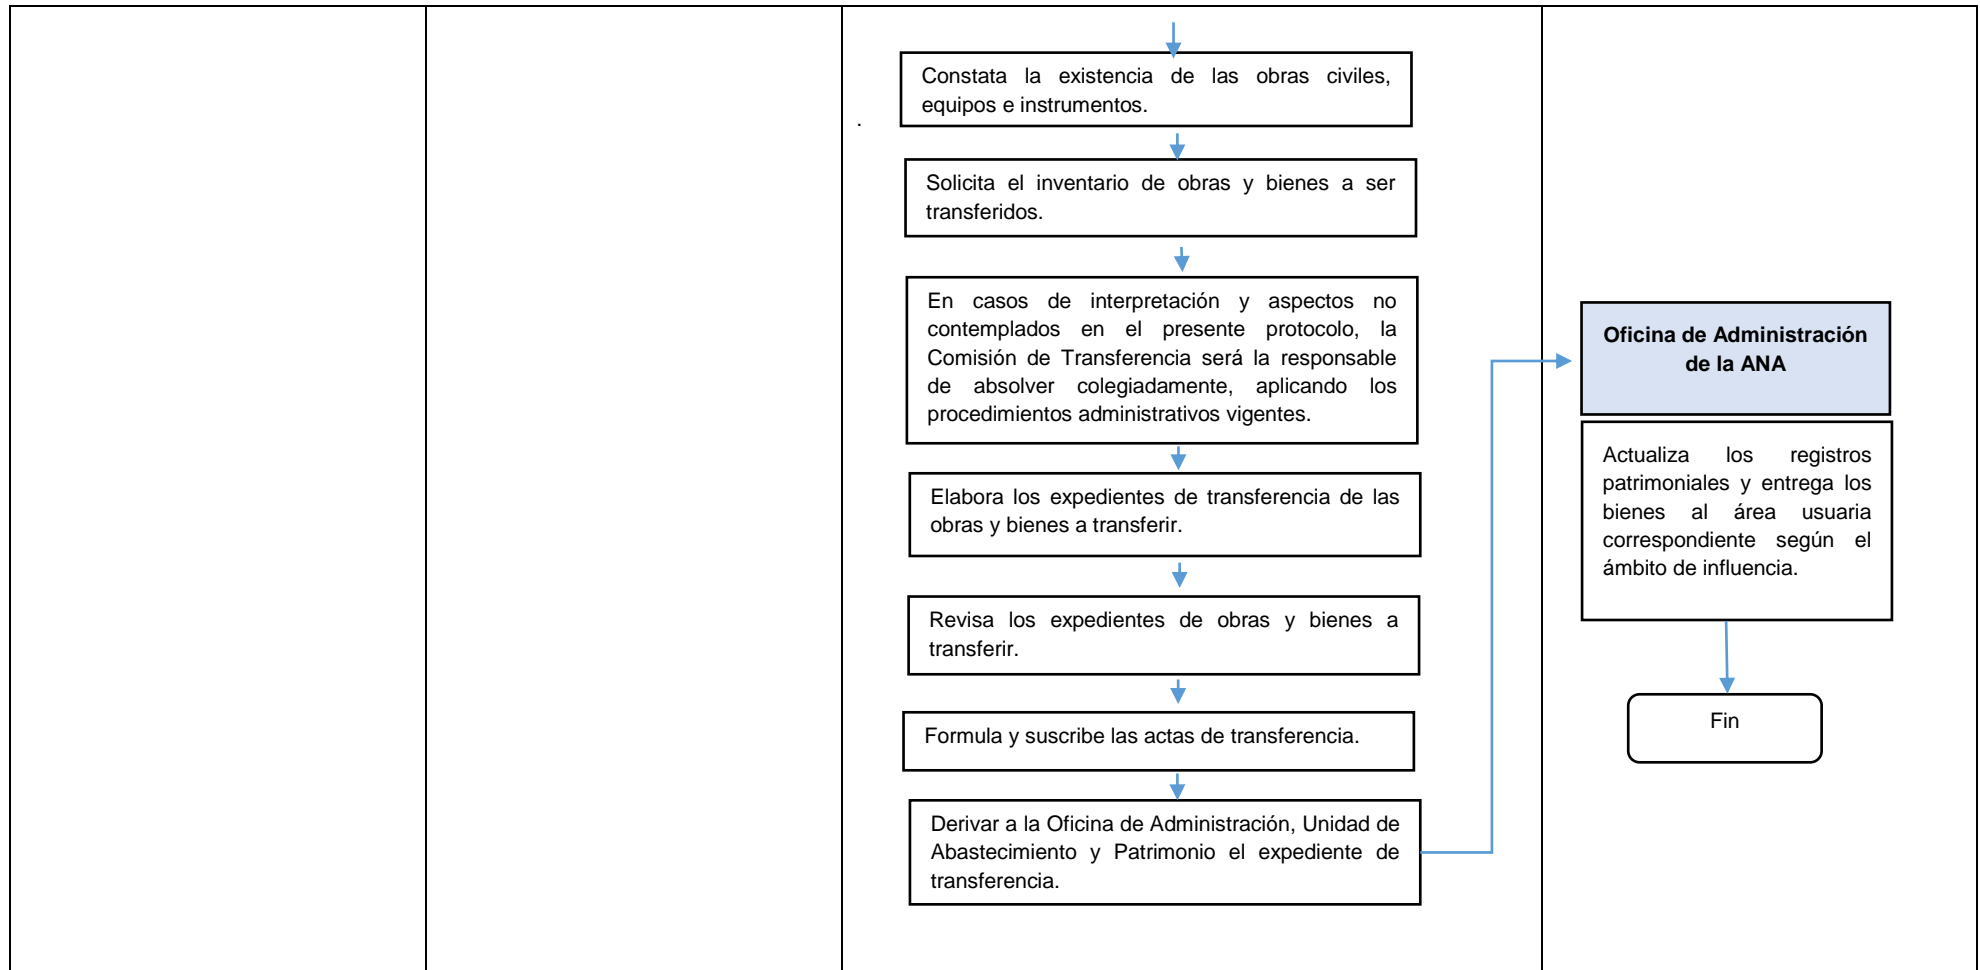 Constata la existencia de las obras civiles,
equipos e instrumentos.
.
Solicita el inventario de obras y bienes a ser
transferidos.
En casos de interpretación y aspectos no
contemplados en el presente protocolo, la
Comisión de Transferencia será la responsable
de absolver colegiadamente, aplicando los
procedimientos administrativos vigentes.
Elabora los expedientes de transferencia de las
obras y bienes a transferir.
Revisa los expedientes de obras y bienes a
transferir.
Formula y suscribe las actas de transferencia.
Derivar a la Oficina de Administración, Unidad de
Abastecimiento y Patrimonio el expediente de
transferencia.
Oficina de Administración
de la ANA
Actualiza los registros
patrimoniales y entrega los
bienes al área usuaria
correspondiente según el
ámbito de influencia.
Fin